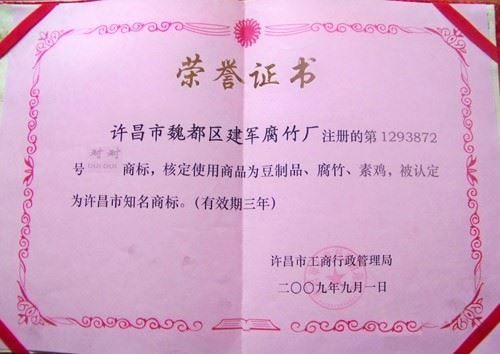 荣誉证书
许昌市魏都区建军腐竹厂注册的第1293872
号 对对 DUI DUI 商标，核定使用商品为豆制品、腐竹、素鸡，被认定
为许昌市知名商标。（有效期三年）
许昌市工商行政管理局
二〇〇九年九月一日